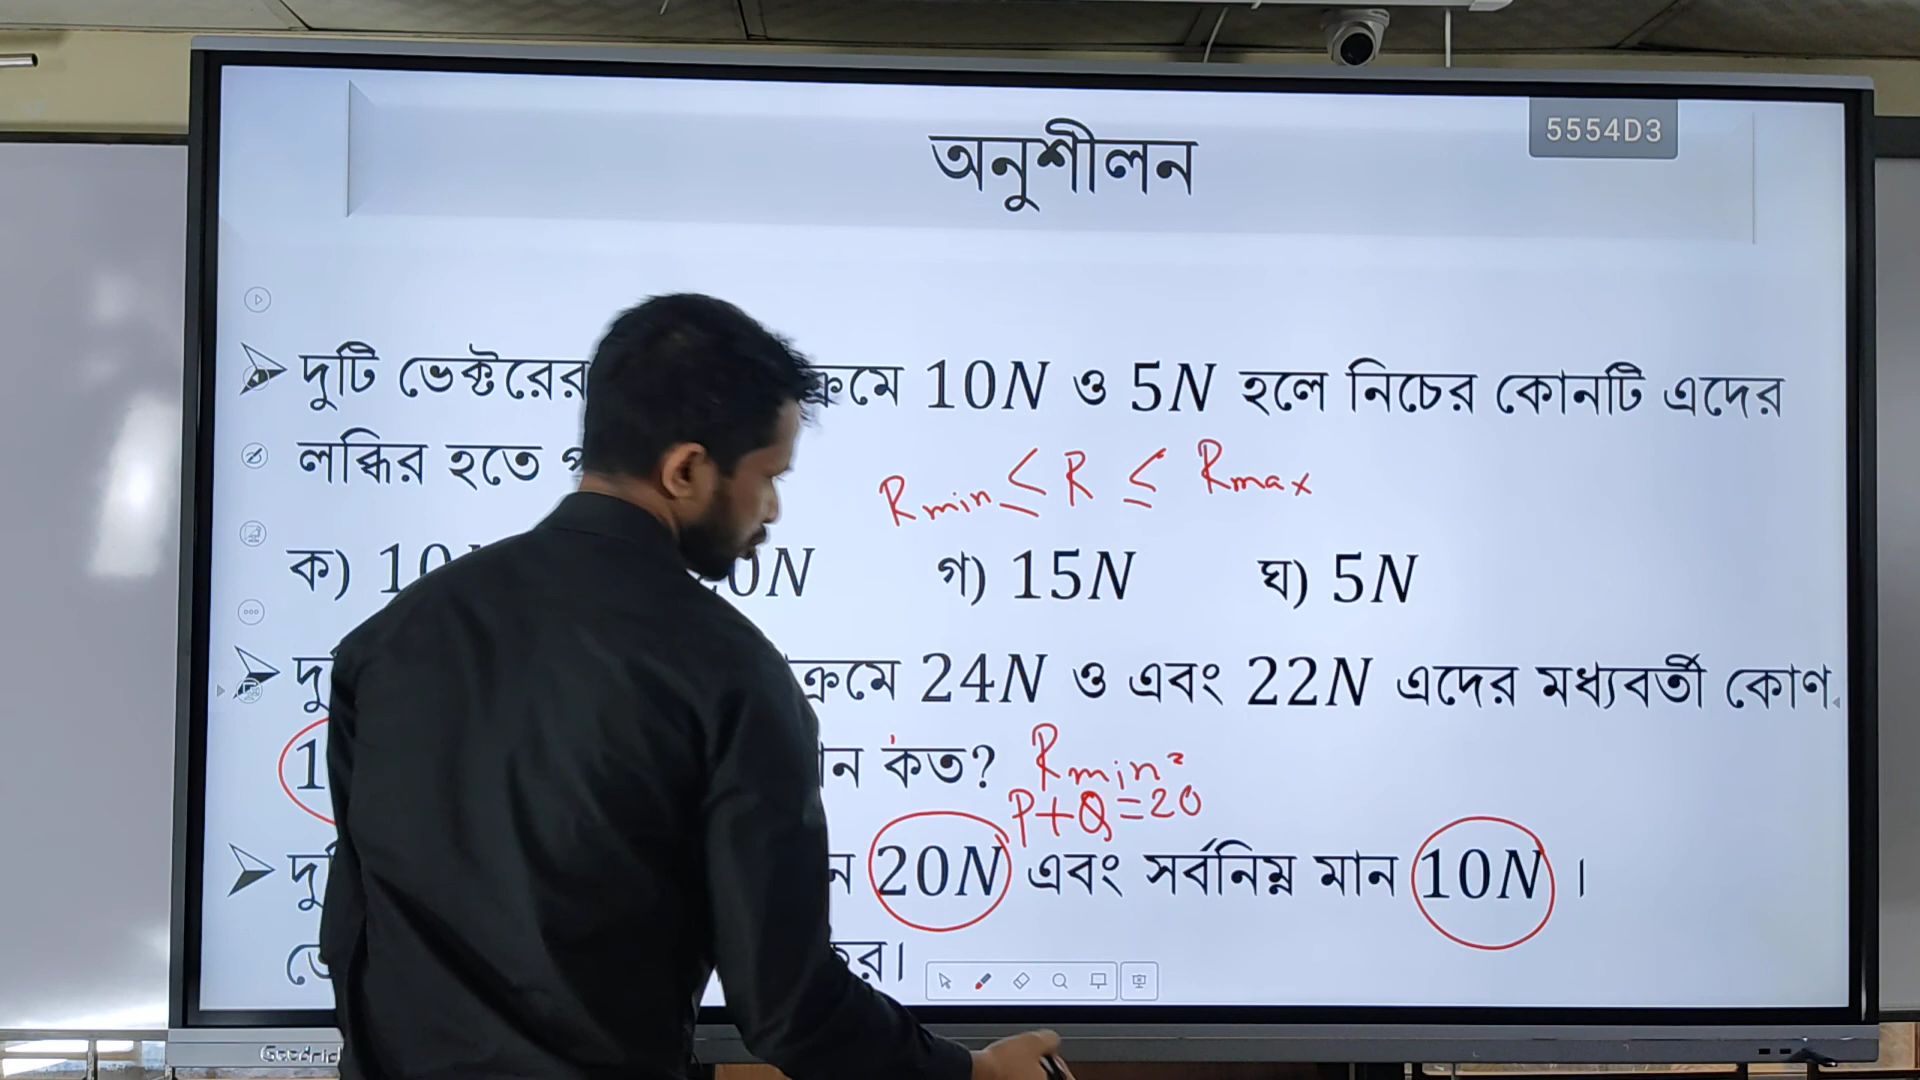 5554D3
অনুশীলন
দুটি ভেক্টরের ক্রমে 10N ও 5N হলে নিচের কোনটি এদের
লব্ধির হতে
Rmin ≤ R ≤ Rmax
ক) 10 0N গ) 15N ঘ) 5N
ক্রমে 24N ও এবং 22N এদের মধ্যবর্তী কোণ
কত? Rmin=
P+Q=20
20N এবং সর্বনিম্ন মান 10N ।